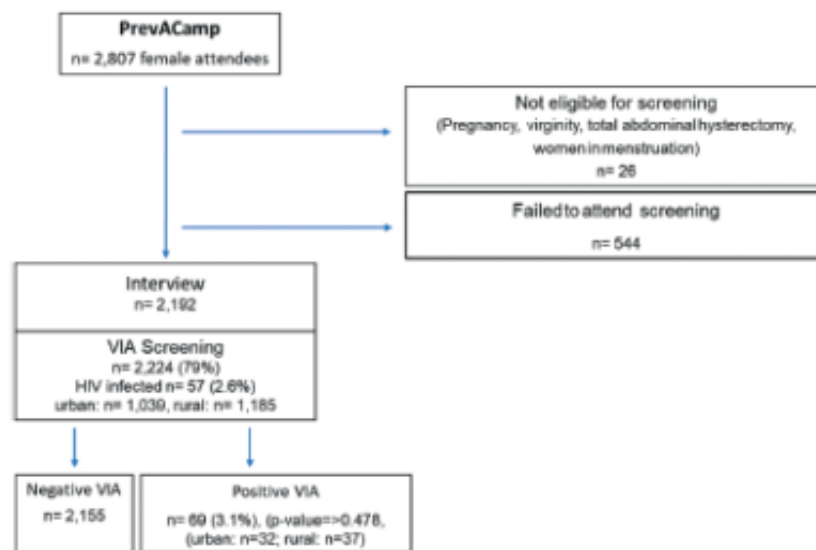 PrevACamp
n= 2,807 female attendees
Not eligible for screening
(Pregnancy, virginity, total abdominal hysterectomy,
women in menstruation)
n= 26
Failed to attend screening
n= 544
Interview
n= 2,192
VIA Screening
n= 2,224 (79%)
HIV infected n= 57 (2.6%)
urban: n= 1,039, rural: n= 1,185
Negative VIA
n= 2,155
Positive VIA
n= 69 (3.1%), (p-value=>0.478,
(urban: n=32; rural: n=37)